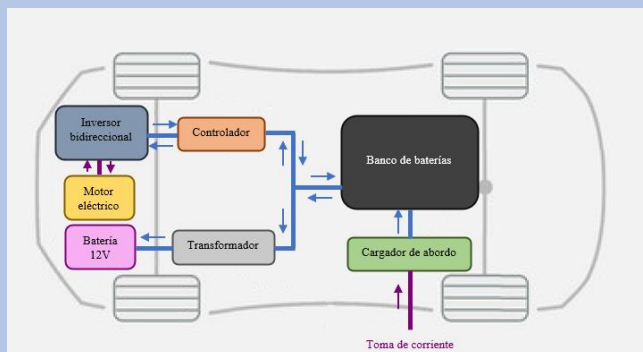 Inversor
bidireccional
Controlador
Banco de baterías
Motor
eléctrico
Batería
12V
Transformador
Cargador de abordo
Toma de corriente